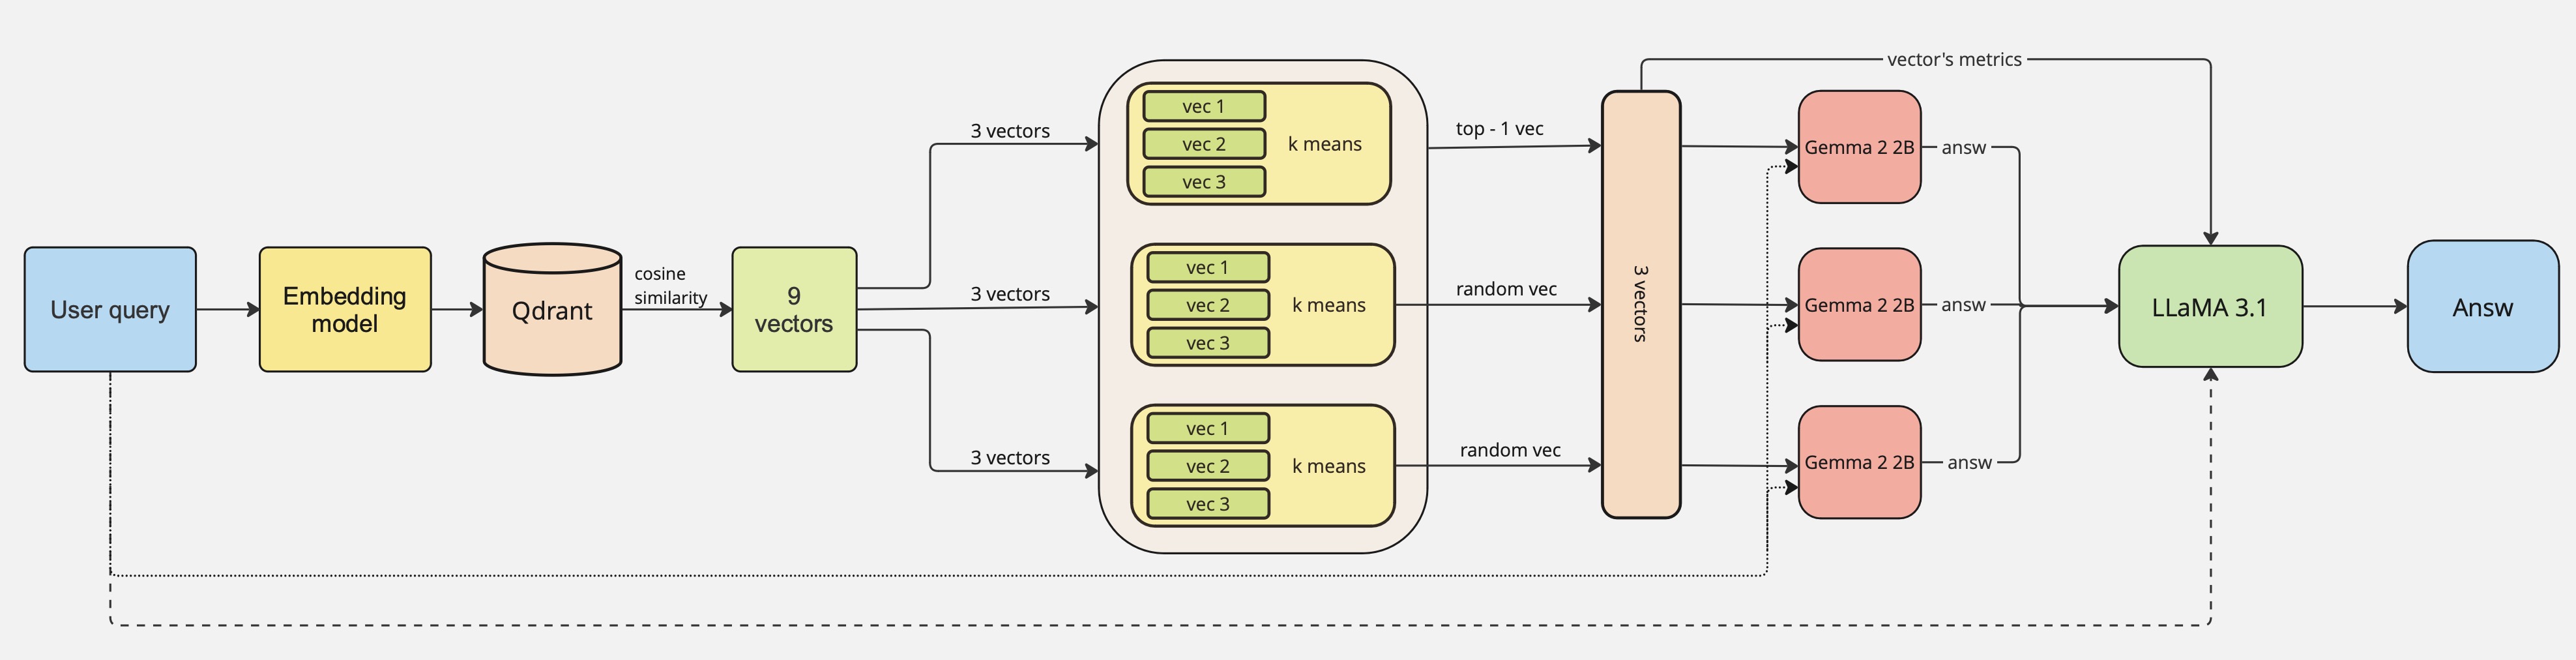 User query
Embedding
model
Qdrant
cosine
similarity
9
vectors
3 vectors
3 vectors
3 vectors
vec 1
vec 2
vec 3
k means
vec 1
vec 2
vec 3
k means
vec 1
vec 2
vec 3
k means
top - 1 vec
random vec
random vec
3 vectors
vector's metrics
Gemma 2 2B
answ
Gemma 2 2B
answ
Gemma 2 2B
answ
LLaMA 3.1
Answ